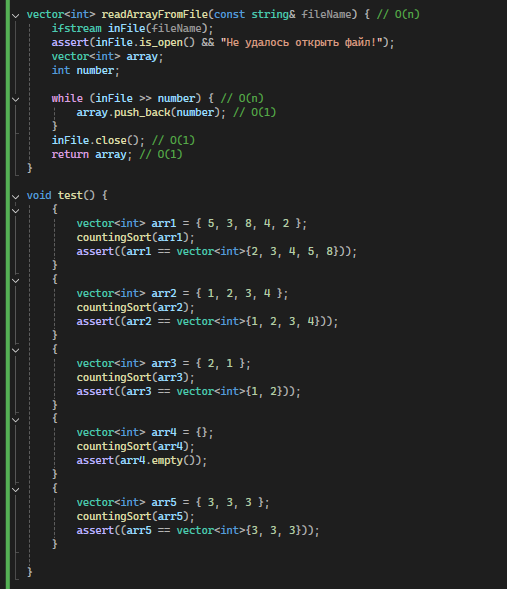 vector<int> readArrayFromFile(const string& fileName) { // O(n)
    ifstream inFile(fileName);
    assert(inFile.is_open() && "Не удалось открыть файл!");
    vector<int> array;
    int number;

    while (inFile >> number) { // O(n)
        array.push_back(number); // O(1)
    }
    inFile.close(); // O(1)
    return array; // O(1)
}

void test() {
    {
        vector<int> arr1 = { 5, 3, 8, 4, 2 };
        countingSort(arr1);
        assert((arr1 == vector<int>{2, 3, 4, 5, 8}));
    }
    {
        vector<int> arr2 = { 1, 2, 3, 4 };
        countingSort(arr2);
        assert((arr2 == vector<int>{1, 2, 3, 4}));
    }
    {
        vector<int> arr3 = { 2, 1 };
        countingSort(arr3);
        assert((arr3 == vector<int>{1, 2}));
    }
    {
        vector<int> arr4 = {};
        countingSort(arr4);
        assert(arr4.empty());
    }
    {
        vector<int> arr5 = { 3, 3, 3 };
        countingSort(arr5);
        assert((arr5 == vector<int>{3, 3, 3}));
    }

}